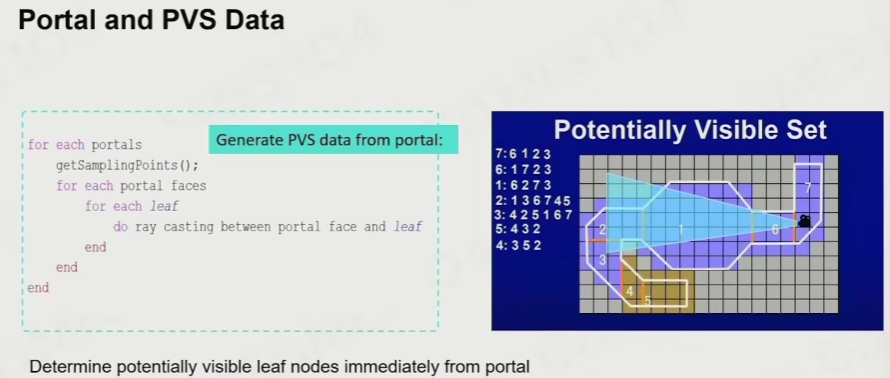 Portal and PVS Data
Generate PVS data from portal:
for each portals
getSamplingPoints();
for each portal faces
for each leaf
do ray casting between portal face and leaf
end
end
end
Potentially Visible Set
7:6 1 2 3
6:1 7 2 3
1:6 2 7 3
2:1 3 6 7 4 5
3:4 2 5 1 6 7
5:4 3 2
4:3 5 2
7
2
1
6
3
4
5
Determine potentially visible leaf nodes immediately from portal